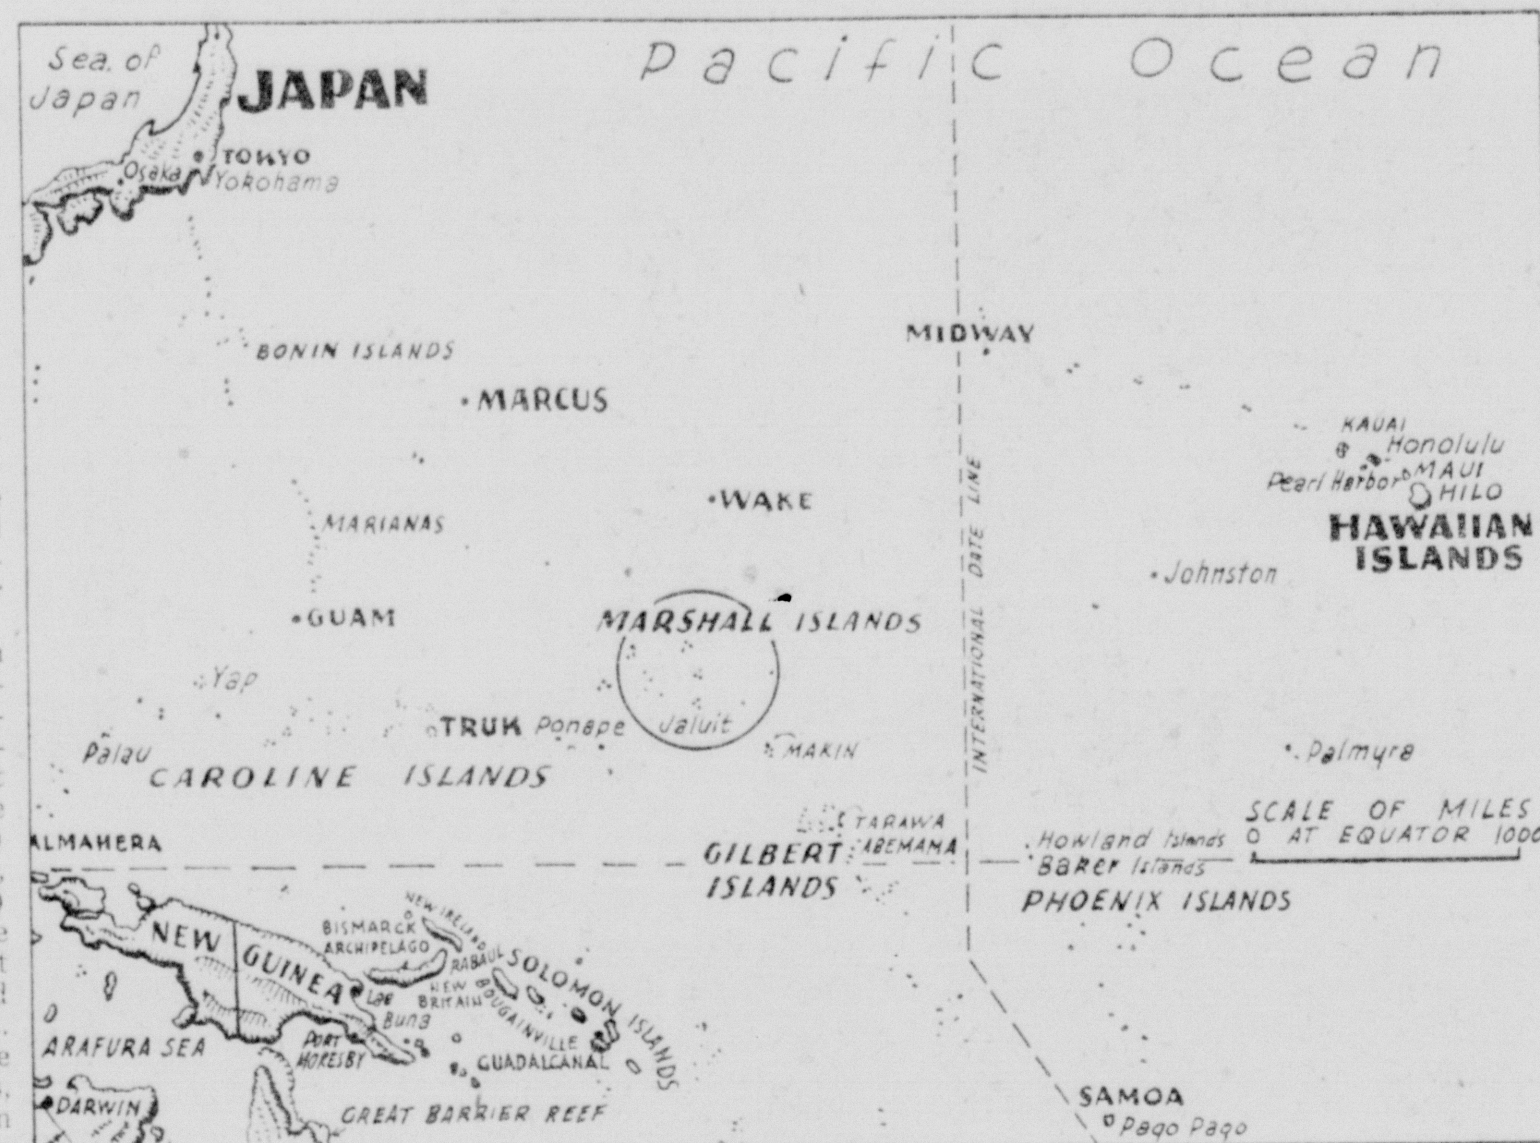 Pacific Ocean
Sea. of
Japan
JAPAN
TOKYO
Osaka
Yokohama
BONIN ISLANDS
MIDWAY
MARCUS
KAUAI
Honolulu
MAUI
Pearl Harbor
HILO
HAWAIIAN
ISLANDS
WAKE
MARIANAS
INTERNATIONAL DATE LINE
Johnston
GUAM
MARSHALL ISLANDS
Yap
TRUK
Ponape
Jaluit
MAKIN
Palau
CAROLINE ISLANDS
Palmyra
SCALE OF MILES
0 AT EQUATOR 1000
TARAWA
ABEMAMA
GILBERT
ISLANDS
Howland Islands
Baker Islands
PHOENIX ISLANDS
ALMAHERA
NEW GUINEA
NEW IRELAND
BISMARCK
ARCHIPELAGO
RABAUL
NEW
BRITAIN
SOLOMON ISLANDS
BOUGAINVILLE
Lae
Buna
PORT
MORESBY
GUADALCANAL
ARAFURA SEA
DARWIN
GREAT BARRIER REEF
SAMOA
Pago Pago